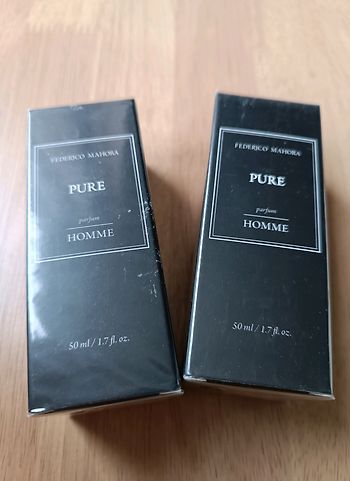 FEDERICO MAHORA
PURE
parfum
HOMME
50 ml / 1.7 fl. oz.
FEDERICO MAHORA
PURE
parfum
HOMME
50 ml / 1.7 fl. oz.